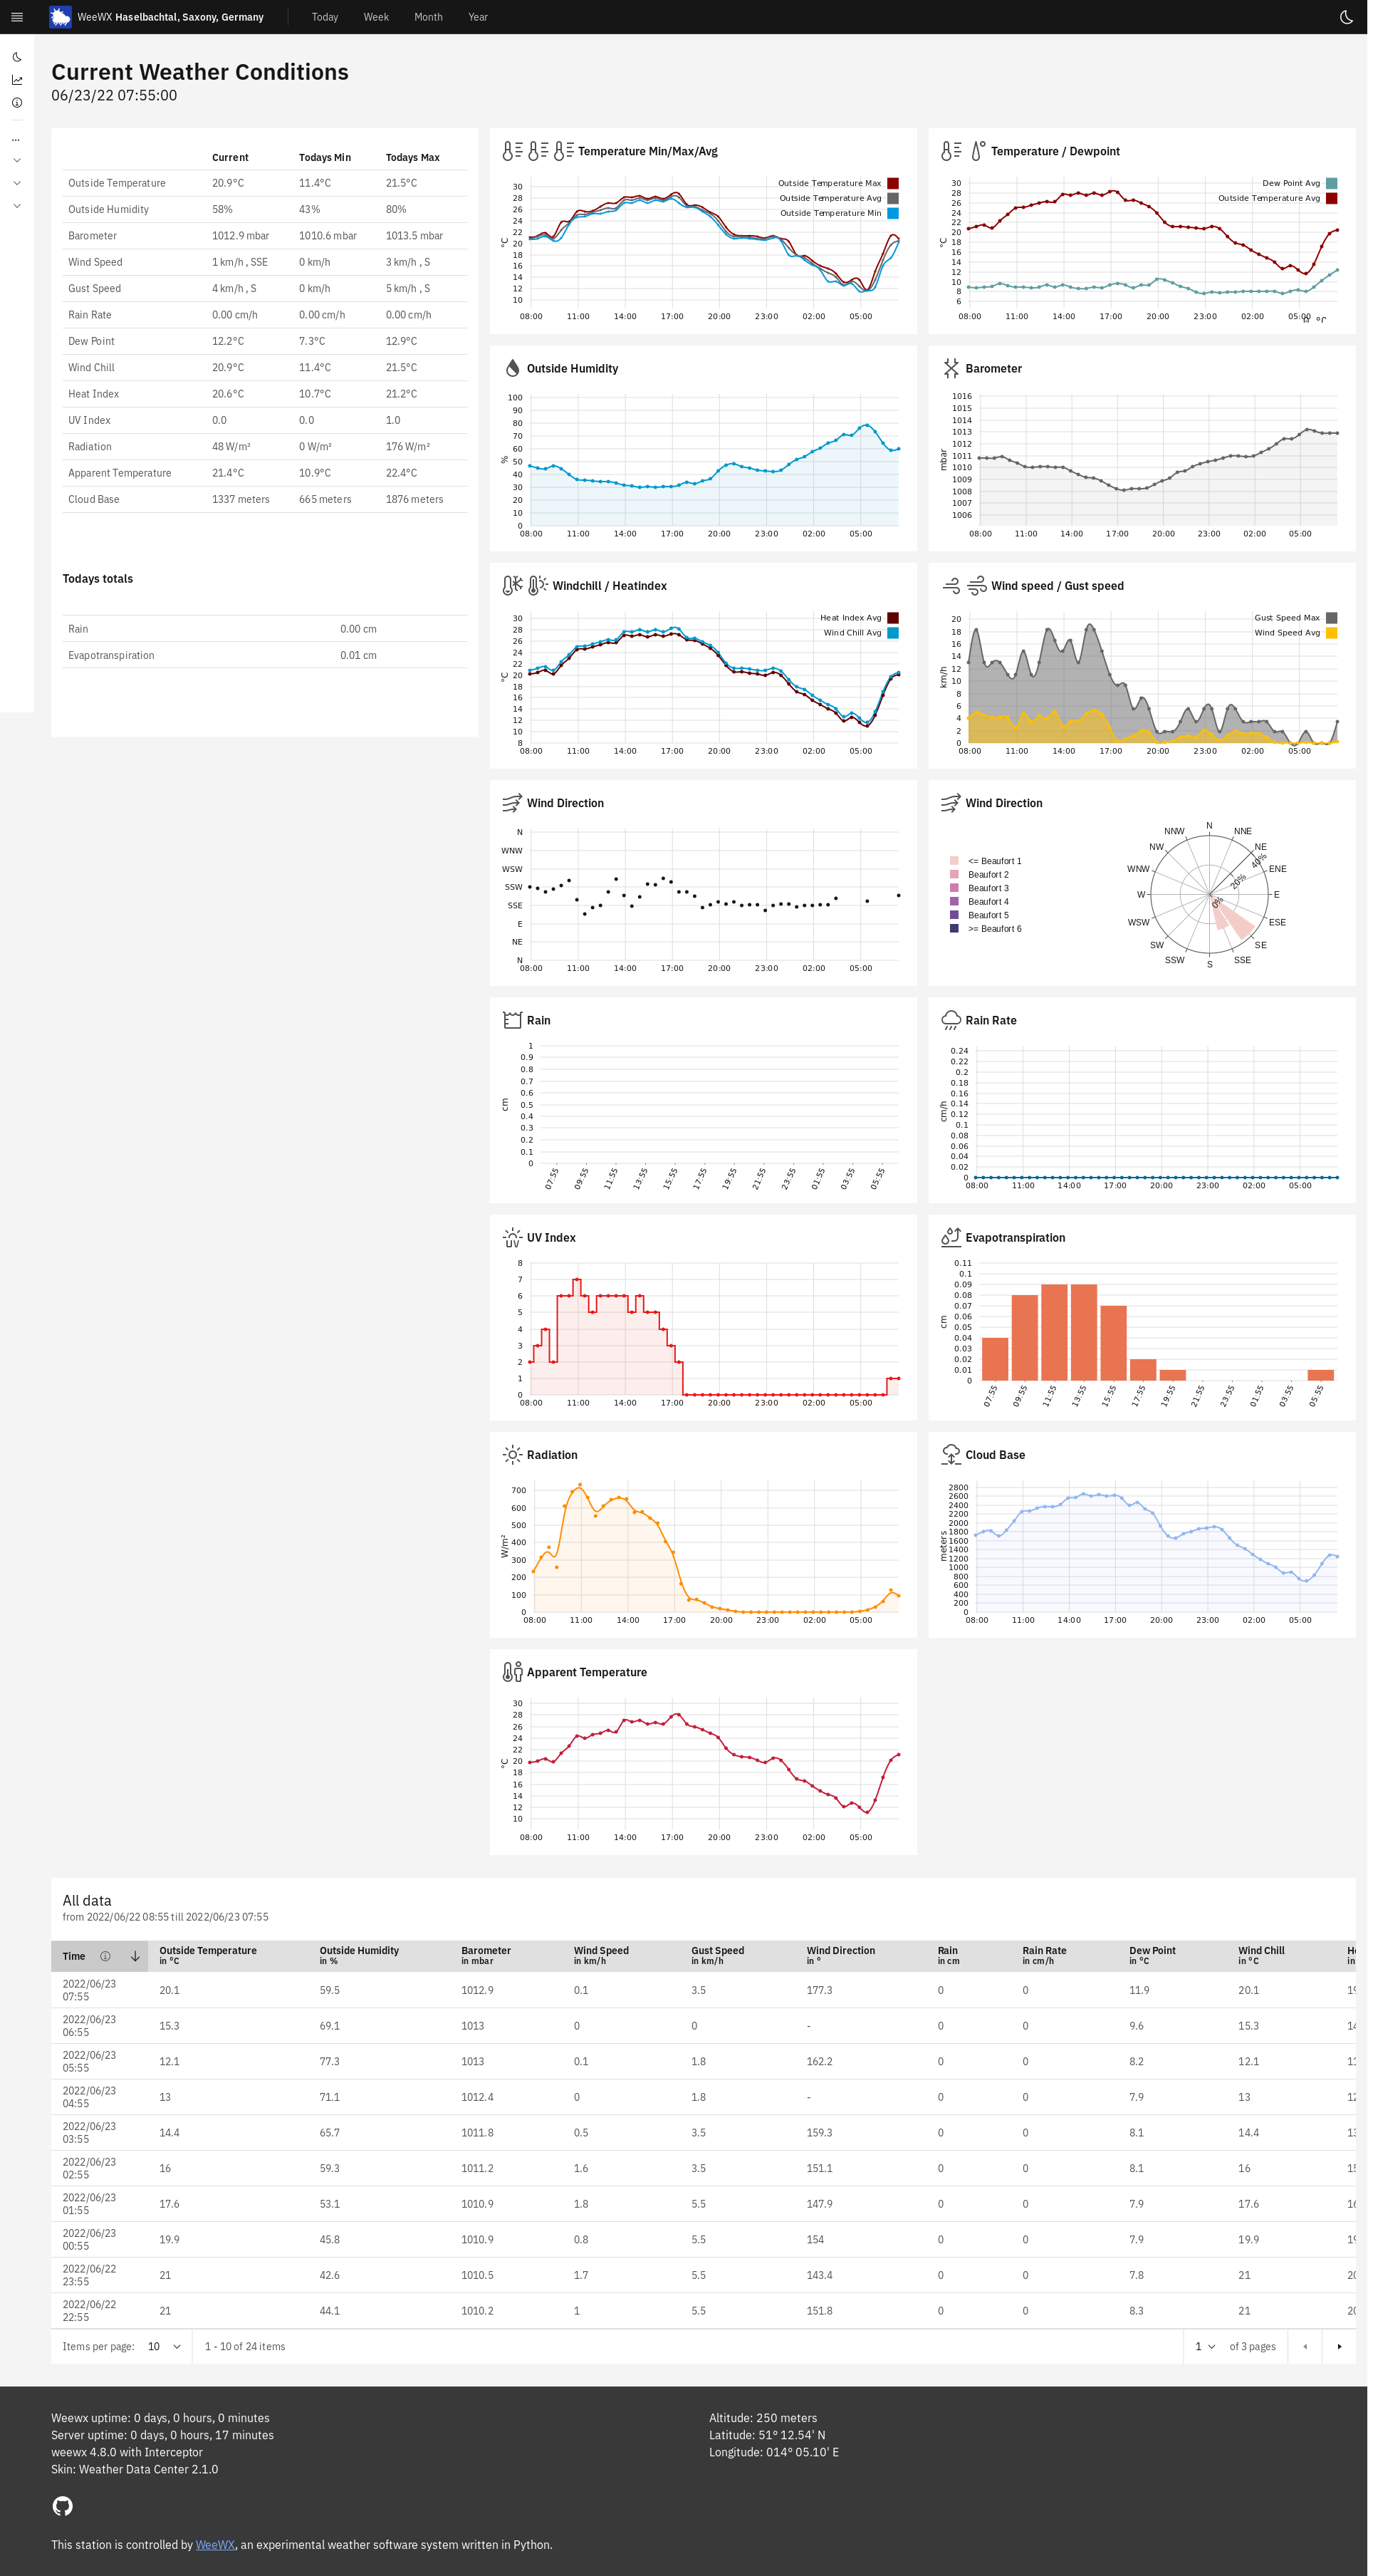 WeeWX Haselbachtal, Saxony, Germany Today Week Month Year
Current Weather Conditions
06/23/22 07:55:00
Current Todays Min Todays Max
Outside Temperature 20.9°C 11.4°C 21.5°C
Outside Humidity 58% 43% 80%
Barometer 1012.9 mbar 1010.6 mbar 1013.5 mbar
Wind Speed 1 km/h , SSE 0 km/h 3 km/h , S
Gust Speed 4 km/h , S 0 km/h 5 km/h , S
Rain Rate 0.00 cm/h 0.00 cm/h 0.00 cm/h
Dew Point 12.2°C 7.3°C 12.9°C
Wind Chill 20.9°C 11.4°C 21.5°C
Heat Index 20.6°C 10.7°C 21.2°C
UV Index 0.0 0.0 1.0
Radiation 48 W/m² 0 W/m² 176 W/m²
Apparent Temperature 21.4°C 10.9°C 22.4°C
Cloud Base 1337 meters 665 meters 1876 meters
Todays totals
Rain 0.00 cm
Evapotranspiration 0.01 cm
Temperature Min/Max/Avg
Outside Temperature Max
Outside Temperature Avg
Outside Temperature Min
°C
30
28
26
24
22
20
18
16
14
12
10
08:00 11:00 14:00 17:00 20:00 23:00 02:00 05:00
Temperature / Dewpoint
Dew Point Avg
Outside Temperature Avg
°C
30
28
26
24
22
20
18
16
14
12
10
8
6
08:00 11:00 14:00 17:00 20:00 23:00 02:00 05:00
Outside Humidity
%
100
90
80
70
60
50
40
30
20
10
0
08:00 11:00 14:00 17:00 20:00 23:00 02:00 05:00
Barometer
mbar
1016
1015
1014
1013
1012
1011
1010
1009
1008
1007
1006
08:00 11:00 14:00 17:00 20:00 23:00 02:00 05:00
Windchill / Heatindex
Heat Index Avg
Wind Chill Avg
°C
30
28
26
24
22
20
18
16
14
12
10
8
08:00 11:00 14:00 17:00 20:00 23:00 02:00 05:00
Wind speed / Gust speed
Gust Speed Max
Wind Speed Avg
km/h
20
18
16
14
12
10
8
6
4
2
0
08:00 11:00 14:00 17:00 20:00 23:00 02:00 05:00
Wind Direction
N
WNW
WSW
SSW
SSE
E
NE
N
08:00 11:00 14:00 17:00 20:00 23:00 02:00 05:00
Wind Direction
<= Beaufort 1
Beaufort 2
Beaufort 3
Beaufort 4
Beaufort 5
>= Beaufort 6
N
NNW NNE
NW NE
WNW ENE
W E
WSW ESE
SW SE
SSW SSE
S
0% 20% 40%
Rain
cm
1
0.9
0.8
0.7
0.6
0.5
0.4
0.3
0.2
0.1
0
07:55 09:55 11:55 13:55 15:55 17:55 19:55 21:55 23:55 01:55 03:55 05:55
Rain Rate
cm/h
0.24
0.22
0.2
0.18
0.16
0.14
0.12
0.1
0.08
0.06
0.04
0.02
0
08:00 11:00 14:00 17:00 20:00 23:00 02:00 05:00
UV Index
8
7
6
5
4
3
2
1
0
08:00 11:00 14:00 17:00 20:00 23:00 02:00 05:00
Evapotranspiration
cm
0.11
0.1
0.09
0.08
0.07
0.06
0.05
0.04
0.03
0.02
0.01
0
07:55 09:55 11:55 13:55 15:55 17:55 19:55 21:55 23:55 01:55 03:55 05:55
Radiation
W/m²
700
600
500
400
300
200
100
0
08:00 11:00 14:00 17:00 20:00 23:00 02:00 05:00
Cloud Base
meters
2800
2600
2400
2200
2000
1800
1600
1400
1200
1000
800
600
400
200
0
08:00 11:00 14:00 17:00 20:00 23:00 02:00 05:00
Apparent Temperature
°C
30
28
26
24
22
20
18
16
14
12
10
08:00 11:00 14:00 17:00 20:00 23:00 02:00 05:00
All data
from 2022/06/22 08:55 till 2022/06/23 07:55
Time Outside Temperature Outside Humidity Barometer Wind Speed Gust Speed Wind Direction Rain Rain Rate Dew Point Wind Chill
in °C in % in mbar in km/h in km/h in ° in cm in cm/h in °C in °C in
2022/06/23
07:55 20.1 59.5 1012.9 0.1 3.5 177.3 0 0 11.9 20.1
2022/06/23
06:55 15.3 69.1 1013 0 0 - 0 0 9.6 15.3
2022/06/23
05:55 12.1 77.3 1013 0.1 1.8 162.2 0 0 8.2 12.1
2022/06/23
04:55 13 71.1 1012.4 0 1.8 - 0 0 7.9 13
2022/06/23
03:55 14.4 65.7 1011.8 0.5 3.5 159.3 0 0 8.1 14.4
2022/06/23
02:55 16 59.3 1011.2 1.6 3.5 151.1 0 0 8.1 16
2022/06/23
01:55 17.6 53.1 1010.9 1.8 5.5 147.9 0 0 7.9 17.6
2022/06/23
00:55 19.9 45.8 1010.9 0.8 5.5 154 0 0 7.9 19.9
2022/06/22
23:55 21 42.6 1010.5 1.7 5.5 143.4 0 0 7.8 21
2022/06/22
22:55 21 44.1 1010.2 1 5.5 151.8 0 0 8.3 21
Items per page: 10 1 - 10 of 24 items 1 of 3 pages
Weewx uptime: 0 days, 0 hours, 0 minutes
Server uptime: 0 days, 0 hours, 17 minutes
weewx 4.8.0 with Interceptor
Skin: Weather Data Center 2.1.0
Altitude: 250 meters
Latitude: 51° 12.54' N
Longitude: 014° 05.10' E
This station is controlled by WeeWX, an experimental weather software system written in Python.